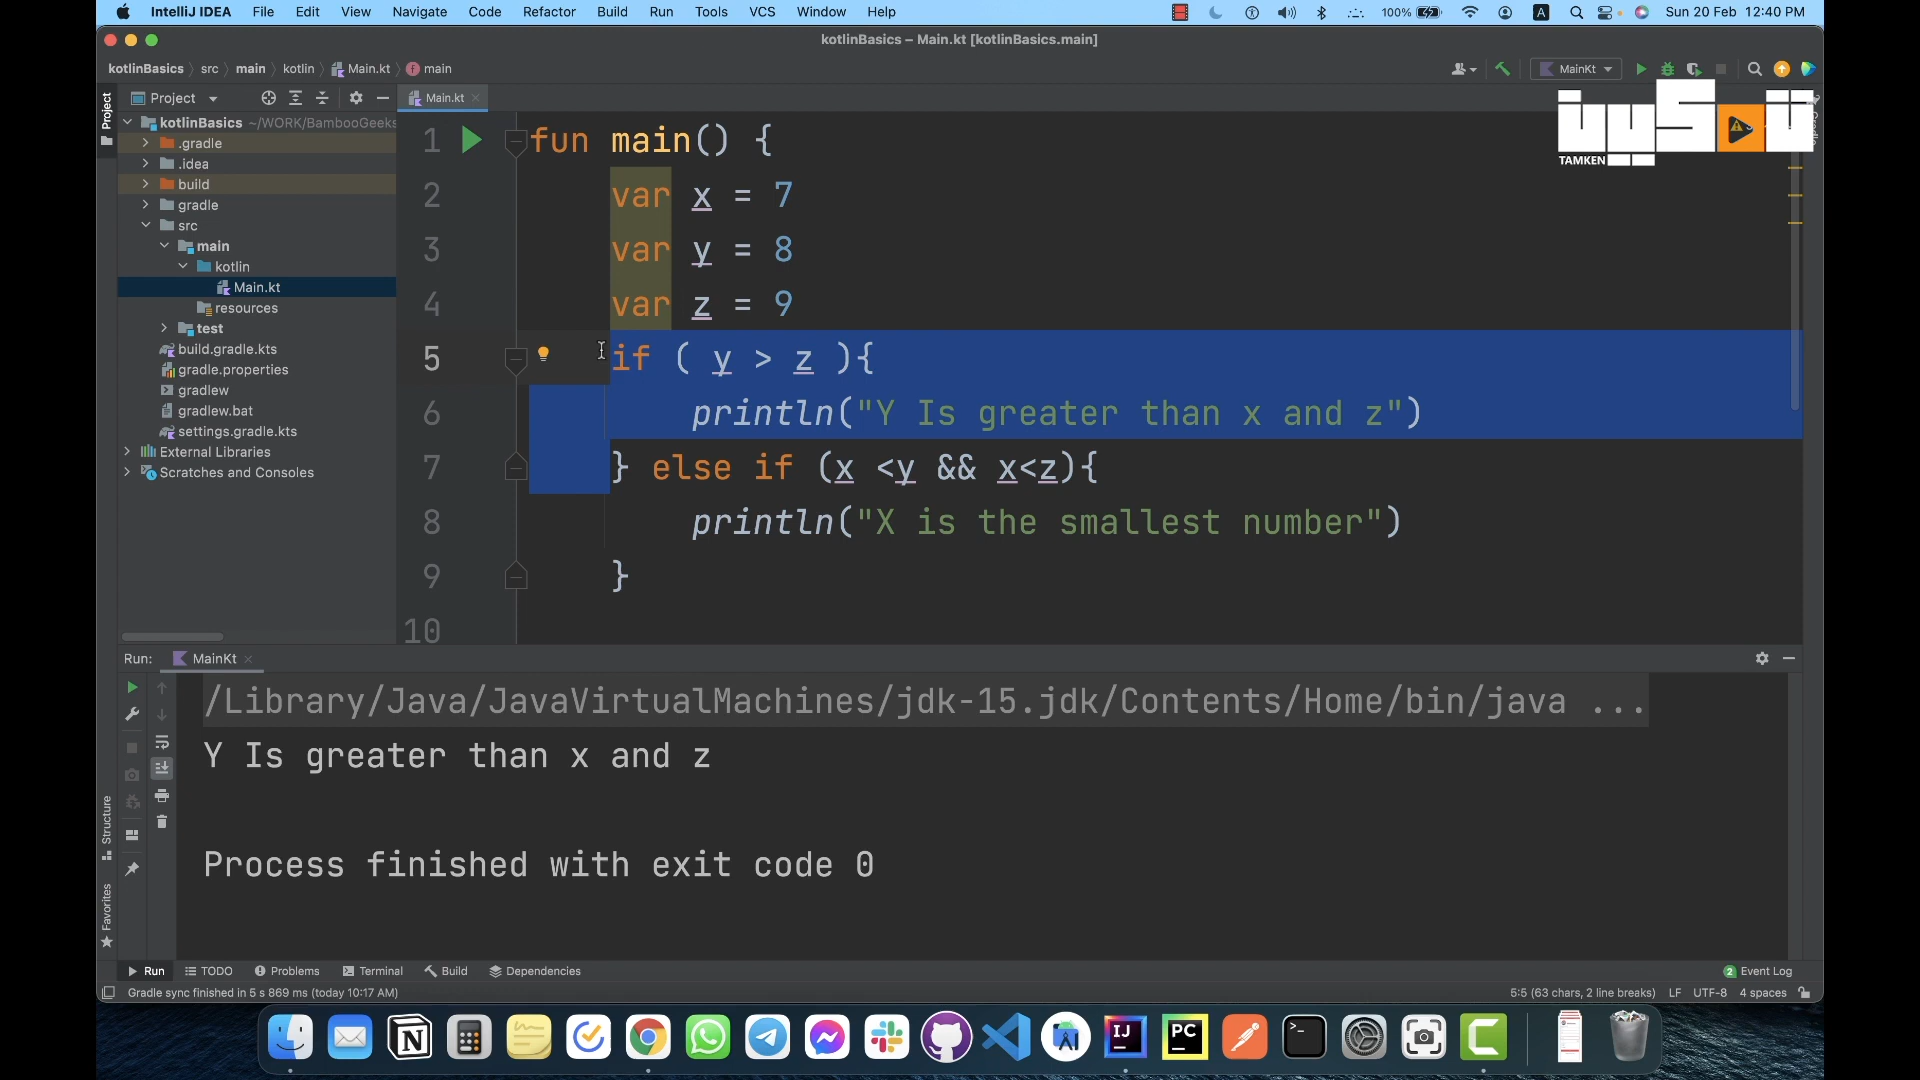 IntelliJ IDEA File Edit View Navigate Code Refactor Build Run Tools VCS Window Help 100% A Sun 20 Feb 12:40 PM
kotlinBasics – Main.kt [kotlinBasics.main]
kotlinBasics src main kotlin Main.kt main MainKt
Project Project Main.kt
kotlinBasics ~/WORK/BambooGeeks
.gradle
.idea
build
gradle
src
main
kotlin
Main.kt
resources
test
build.gradle.kts
gradle.properties
gradlew
gradlew.bat
settings.gradle.kts
External Libraries
Scratches and Consoles
TAMKEN
1 fun main() {
2 var x = 7
3 var y = 8
4 var z = 9
5 if ( y > z ){
6 println("Y Is greater than x and z")
7 } else if (x <y && x<z){
8 println("X is the smallest number")
9 }
10
Run: MainKt
/Library/Java/JavaVirtualMachines/jdk-15.jdk/Contents/Home/bin/java ...
Y Is greater than x and z
Process finished with exit code 0
Structure
Favorites
Run TODO Problems Terminal Build Dependencies 2 Event Log
Gradle sync finished in 5 s 869 ms (today 10:17 AM) 5:5 (63 chars, 2 line breaks) LF UTF-8 4 spaces
IJ PC